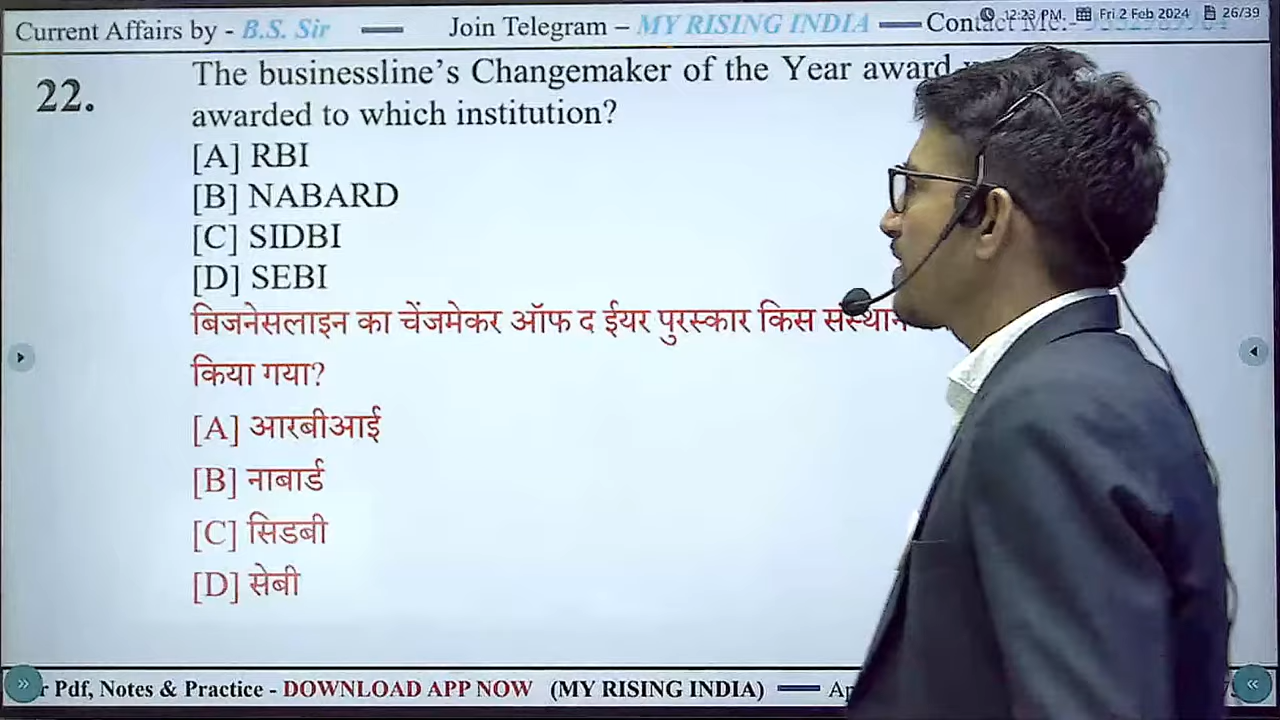 Current Affairs by - B.S. Sir — Join Telegram – MY RISING INDIA — Contact Me:-
12:23 PM Fri 2 Feb 2024 26/39
22. The businessline's Changemaker of the Year award
awarded to which institution?
[A] RBI
[B] NABARD
[C] SIDBI
[D] SEBI
बिजनेसलाइन का चेंजमेकर ऑफ द ईयर पुरस्कार किस संस्थान
किया गया?
[A] आरबीआई
[B] नाबार्ड
[C] सिडबी
[D] सेबी
r Pdf, Notes & Practice - DOWNLOAD APP NOW (MY RISING INDIA) — Ap